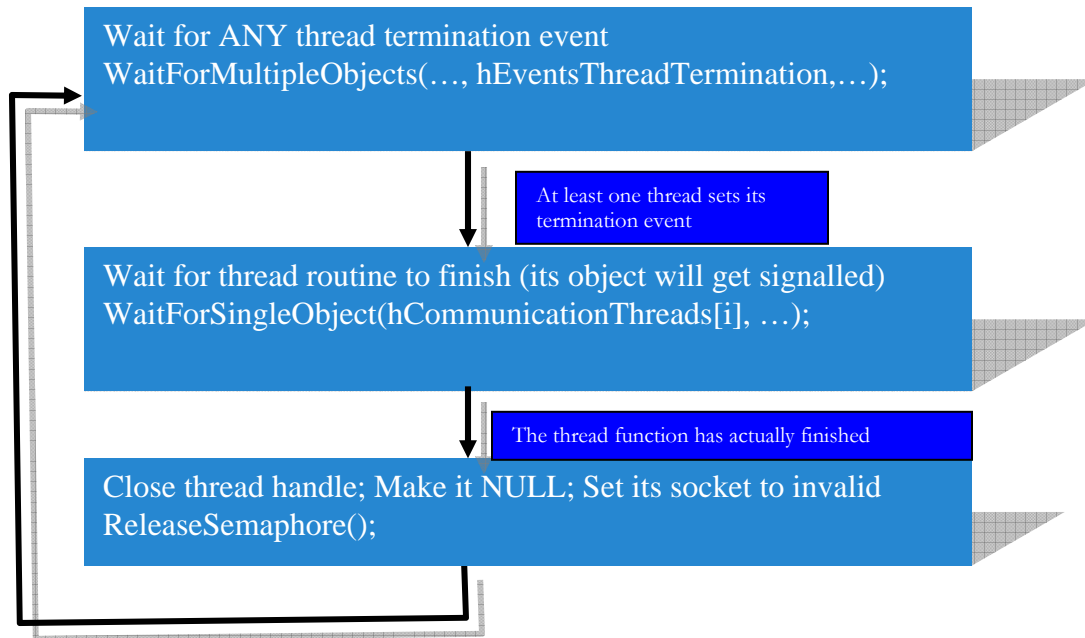 Wait for ANY thread termination event
WaitForMultipleObjects(…, hEventsThreadTermination,…);
At least one thread sets its
termination event
Wait for thread routine to finish (its object will get signalled)
WaitForSingleObject(hCommunicationThreads[i], …);
The thread function has actually finished
Close thread handle; Make it NULL; Set its socket to invalid
ReleaseSemaphore();